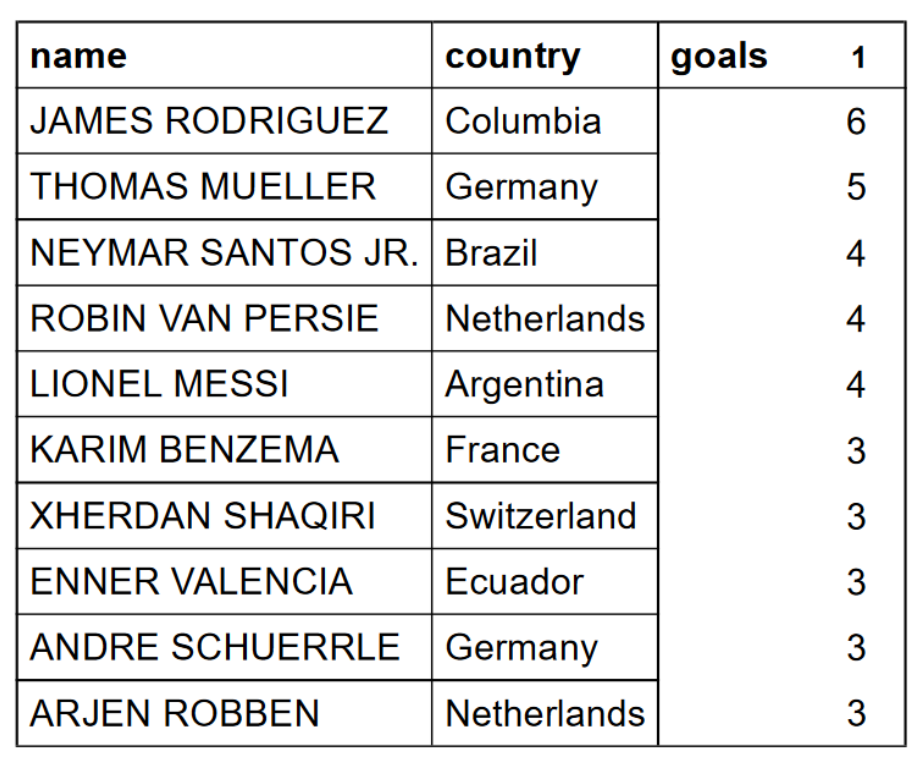 name country goals 1
JAMES RODRIGUEZ Columbia 6
THOMAS MUELLER Germany 5
NEYMAR SANTOS JR. Brazil 4
ROBIN VAN PERSIE Netherlands 4
LIONEL MESSI Argentina 4
KARIM BENZEMA France 3
XHERDAN SHAQIRI Switzerland 3
ENNER VALENCIA Ecuador 3
ANDRE SCHUERRLE Germany 3
ARJEN ROBBEN Netherlands 3